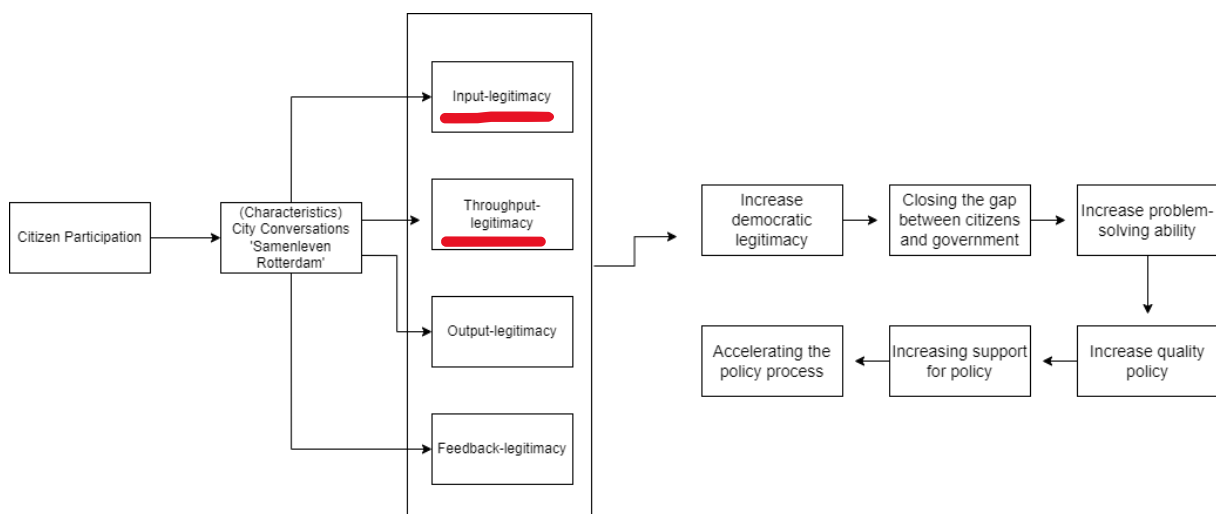 Input-legitimacy
Throughput-
legitimacy
Citizen Participation
(Characteristics)
City Conversations
'Samenleven
Rotterdam'
Output-legitimacy
Feedback-legitimacy
Increase
democratic
legitimacy
Closing the gap
between citizens
and government
Increase problem-
solving ability
Accelerating the
policy process
Increasing support
for policy
Increase quality
policy